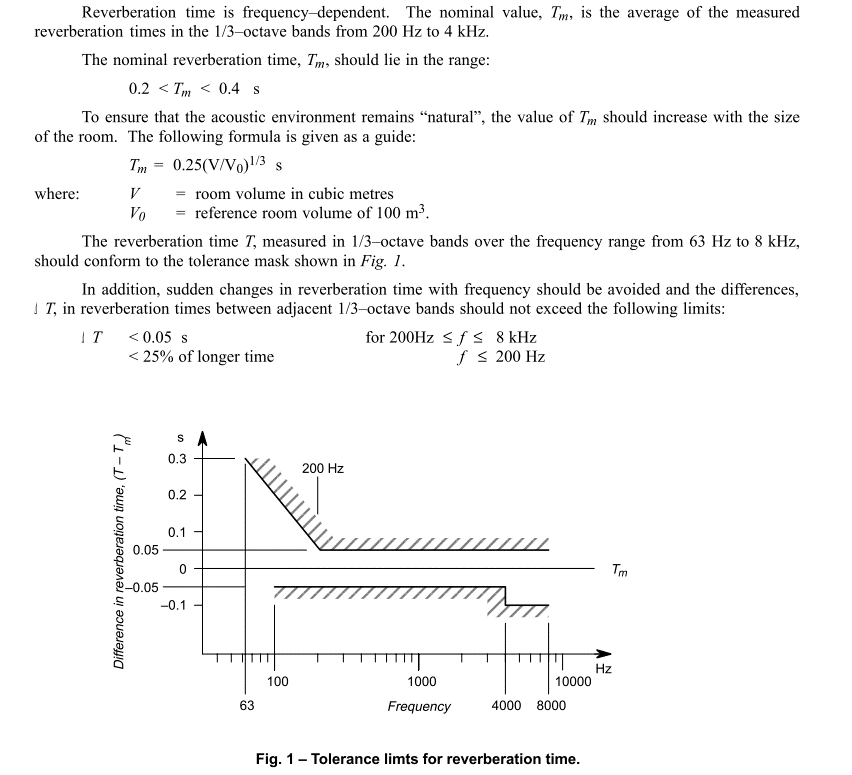 Reverberation time is frequency–dependent. The nominal value, Tm, is the average of the measured
reverberation times in the 1/3–octave bands from 200 Hz to 4 kHz.
The nominal reverberation time, Tm, should lie in the range:
0.2 < Tm < 0.4 s
To ensure that the acoustic environment remains “natural”, the value of Tm should increase with the size
of the room. The following formula is given as a guide:
Tm = 0.25(V/V0)1/3 s
where: V = room volume in cubic metres
V0 = reference room volume of 100 m3.
The reverberation time T, measured in 1/3–octave bands over the frequency range from 63 Hz to 8 kHz,
should conform to the tolerance mask shown in Fig. 1.
In addition, sudden changes in reverberation time with frequency should be avoided and the differences,
T, in reverberation times between adjacent 1/3–octave bands should not exceed the following limits:
T < 0.05 s for 200Hz ≤ f ≤ 8 kHz
< 25% of longer time f ≤ 200 Hz
Difference in reverberation time, (T – Tm)
s
0.3
200 Hz
0.2
0.1
0.05
0
Tm
–0.05
–0.1
Hz
100
1000
10000
63
Frequency
4000
8000
Fig. 1 – Tolerance limts for reverberation time.